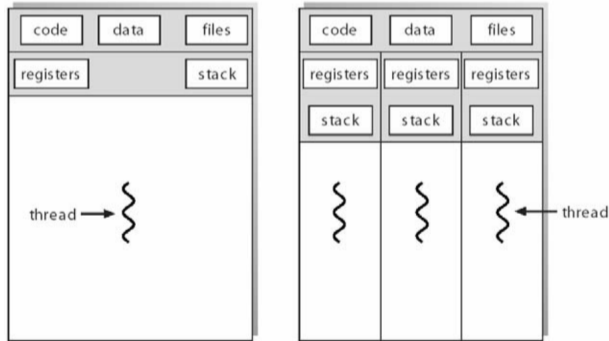 code data files
registers stack
thread
code data files
registers registers registers
stack stack stack
thread